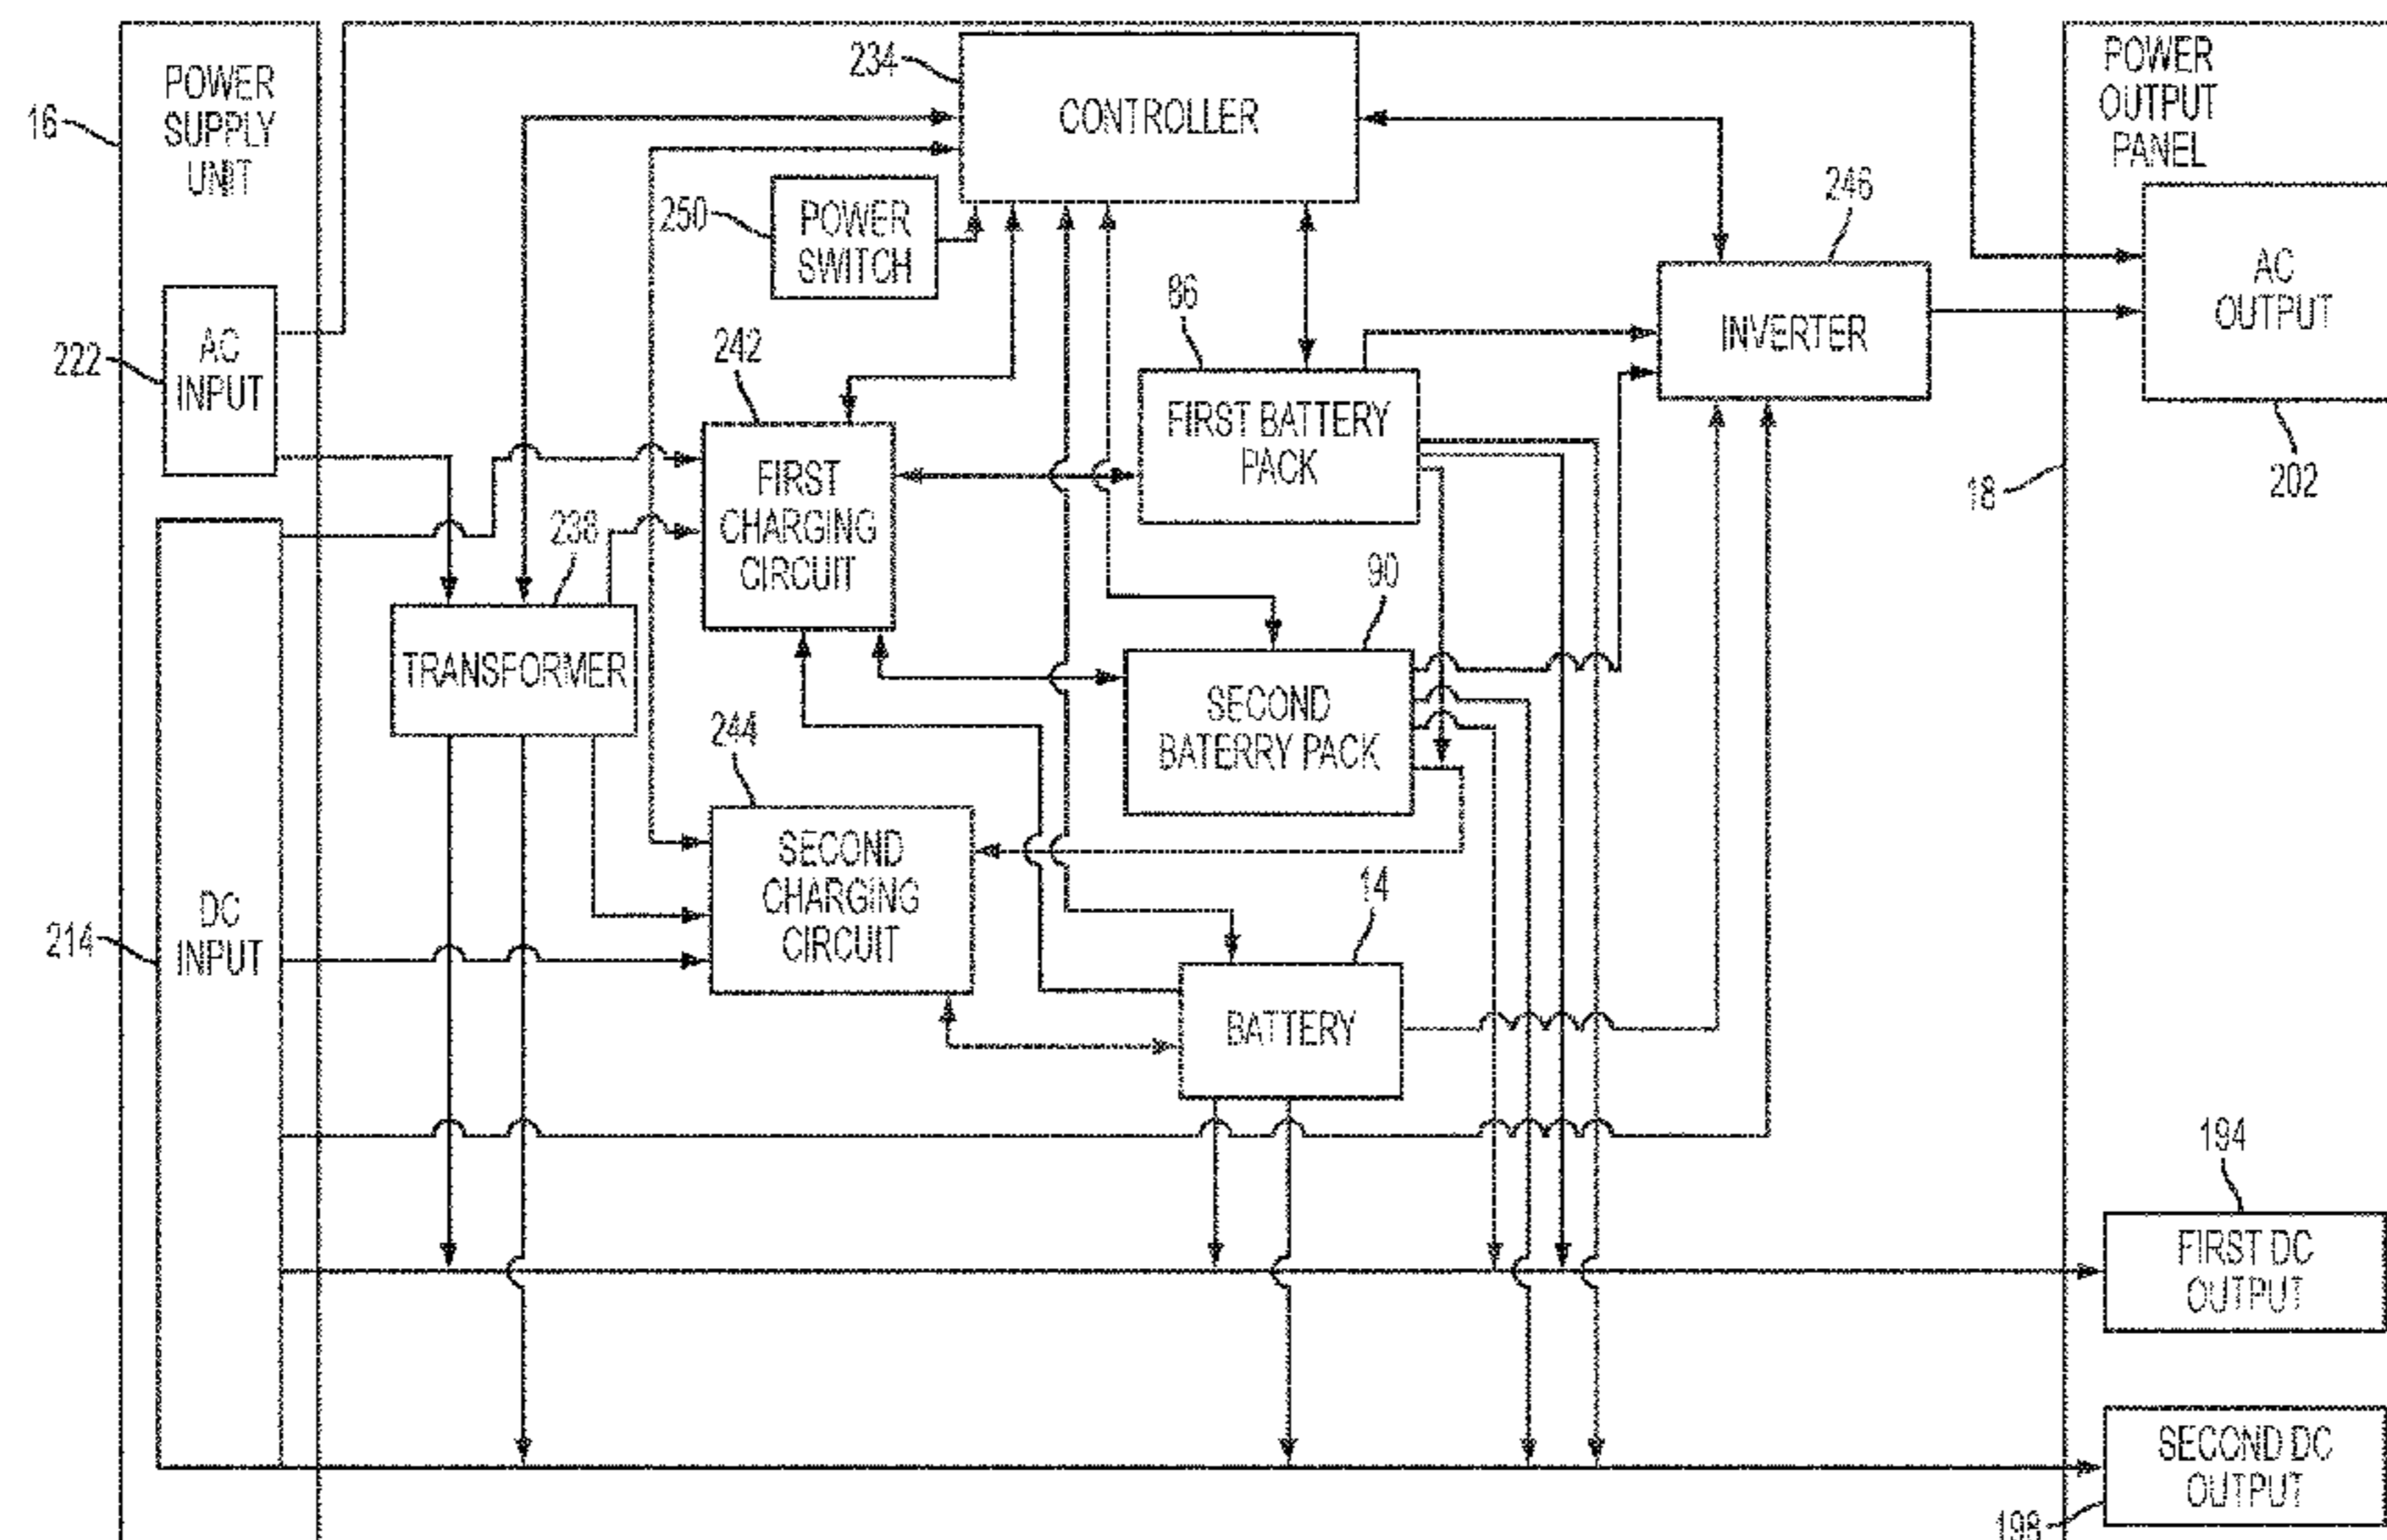 POWER
SUPPLY
UNIT
16
234
CONTROLLER
POWER
OUTPUT
PANEL
250
POWER
SWITCH
246
INVERTER
AC
OUTPUT
202
18
AC
INPUT
222
242
FIRST
CHARGING
CIRCUIT
86
FIRST BATTERY
PACK
238
TRANSFORMER
90
SECOND
BATERRY PACK
244
SECOND
CHARGING
CIRCUIT
14
BATTERY
DC
INPUT
214
194
FIRST DC
OUTPUT
SECOND DC
OUTPUT
198